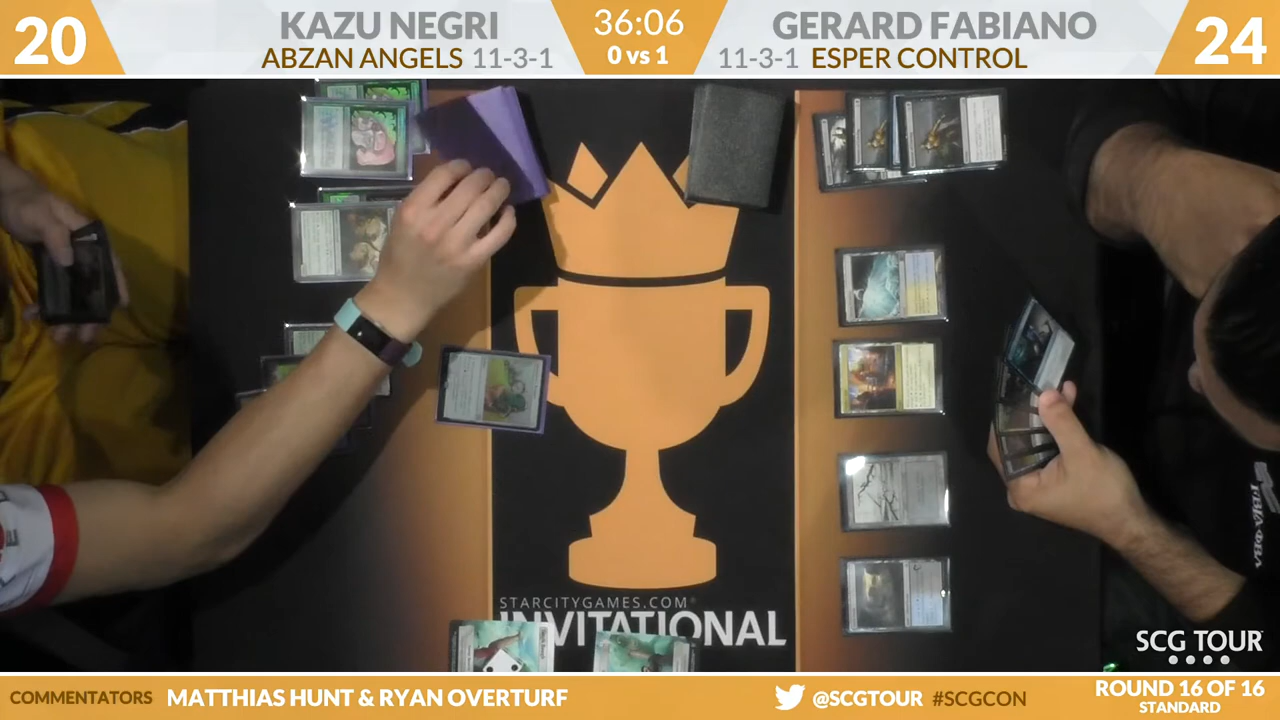 20
KAZU NEGRI
ABZAN ANGELS 11-3-1
36:06
0 vs 1
GERARD FABIANO
11-3-1 ESPER CONTROL
24
STARCITYGAMES.COM
INVITATIONAL
SCG TOUR
COMMENTATORS MATTHIAS HUNT & RYAN OVERTURF
@SCGTOUR #SCGCON
ROUND 16 OF 16
STANDARD